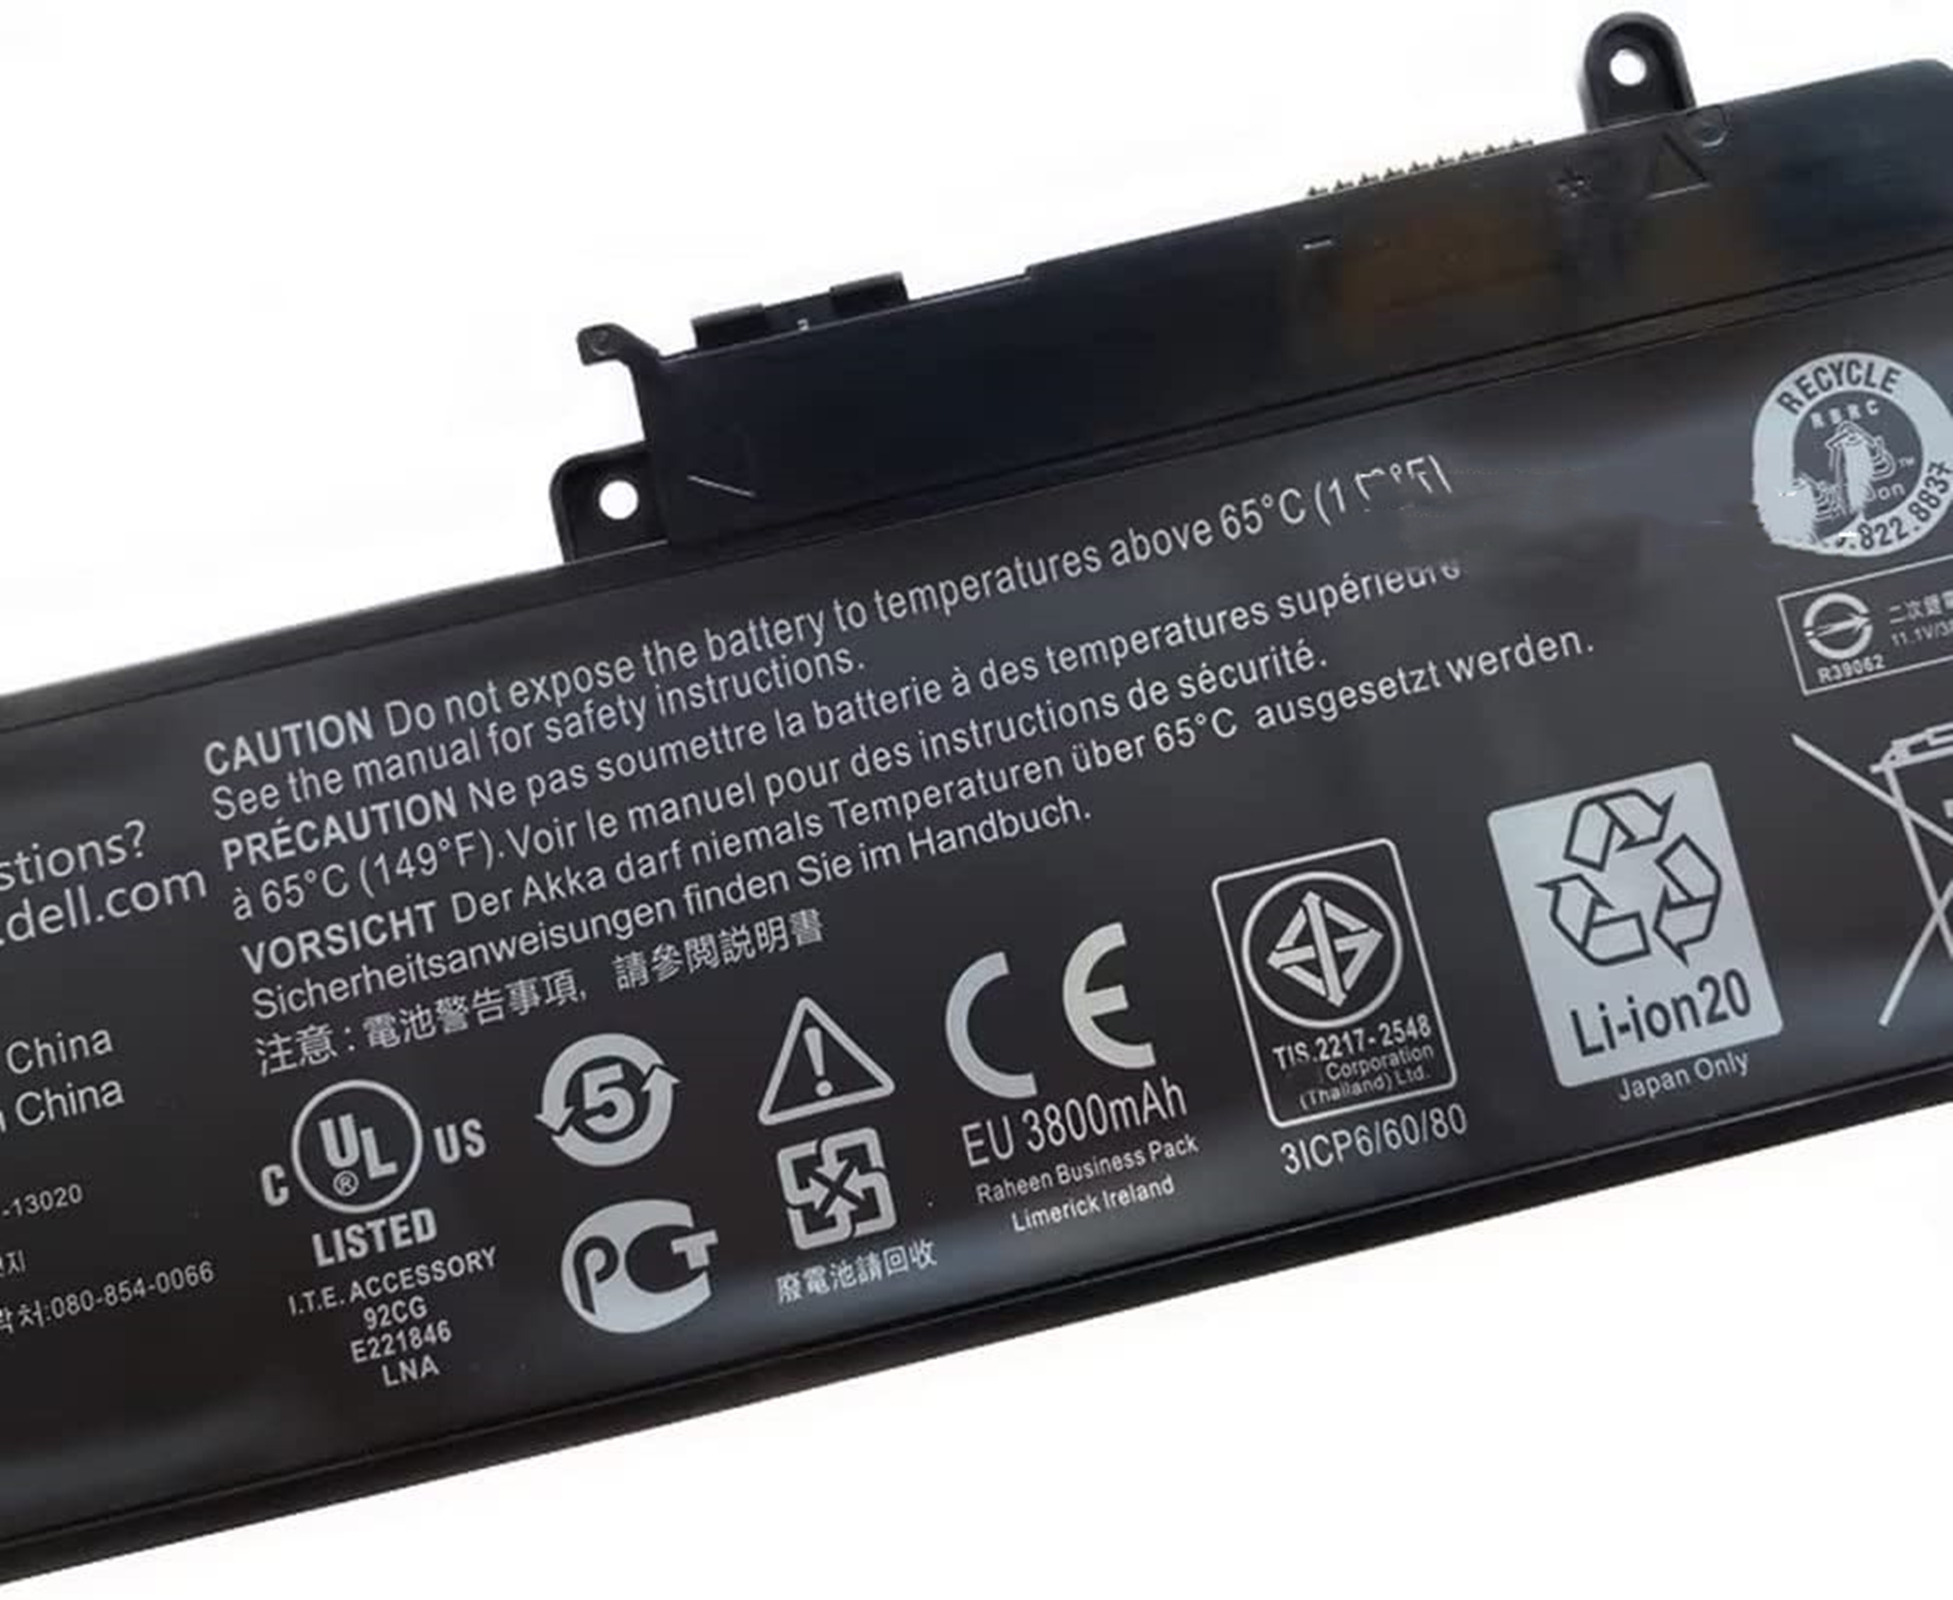 CAUTION Do not expose the battery to temperatures above 65°C
See the manual for safety instructions.
PRÉCAUTION Ne pas soumettre la batterie à des temperatures
à 65°C (149°F).Voir le manuel pour des instructions de sécurité.
VORSICHT Der Akka darf niemals Temperaturen über 65°C ausgesetzt werden.
Sicherheitsanweisungen finden Sie im Handbuch.
注意:電池警告事項, 請參閱説明書
.dell.com
China
China
-13020
:080-854-0066
C UL ® US
LISTED
I.T.E. ACCESSORY
92CG
E221846
LNA
5
PCT
廢電池請回收
CE
EU 3800mAh
Raheen Business Pack
Limerick Ireland
TIS.2217-2548
Corporation
(Thailand) Ltd.
3ICP6/60/80
Li-ion20
Japan Only
RECYCLE
RBRC
TM
.822.8837
R39062
11.1V/